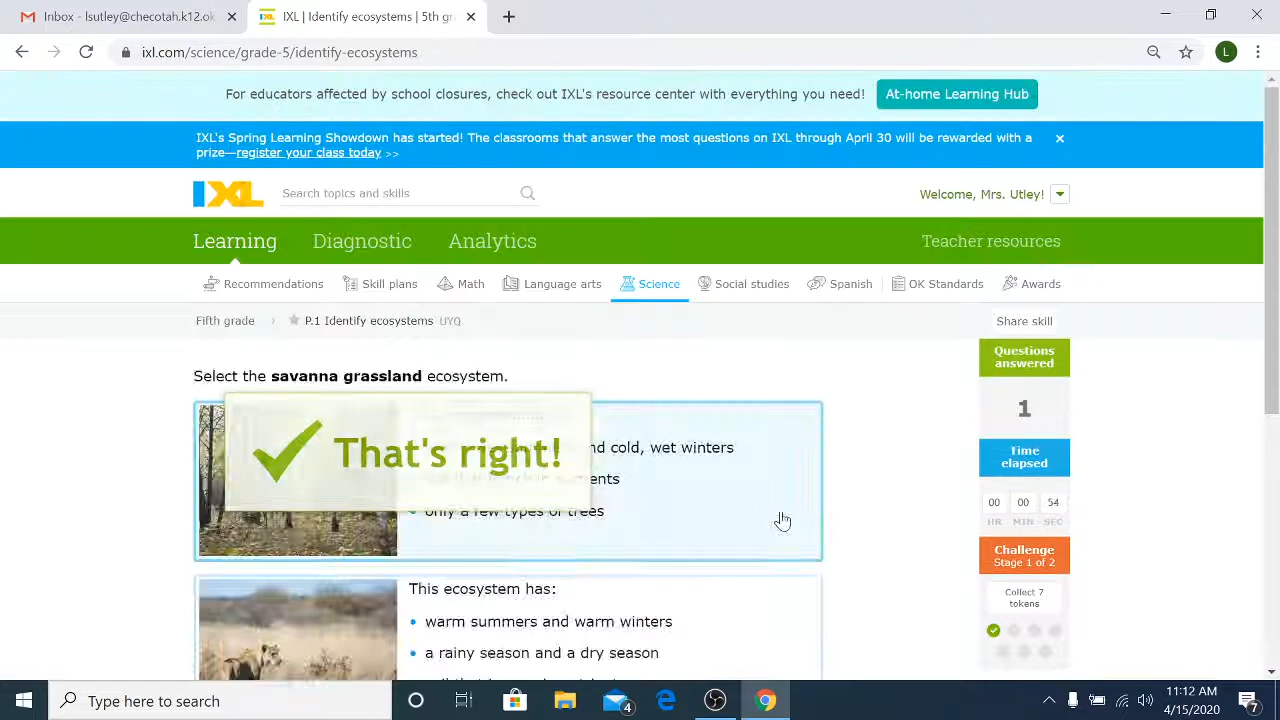 Inbox - lsutley@checotah.k12.ok
IXL | Identify ecosystems | 5th gr
ixl.com/science/grade-5/identify-ecosystems
L
For educators affected by school closures, check out IXL's resource center with everything you need!
At-home Learning Hub
IXL's Spring Learning Showdown has started! The classrooms that answer the most questions on IXL through April 30 will be rewarded with a
prize—register your class today >>
IXL
Search topics and skills
Welcome, Mrs. Utley!
Learning Diagnostic Analytics Teacher resources
Recommendations Skill plans Math Language arts Science Social studies Spanish OK Standards Awards
Fifth grade > P.1 Identify ecosystems UYQ
Share skill
Select the savanna grassland ecosystem.
That's right!
nd cold, wet winters
ents
only a few types of trees
This ecosystem has:
warm summers and warm winters
a rainy season and a dry season
Questions
answered
1
Time
elapsed
00 00 54
HR MIN SEC
Challenge
Stage 1 of 2
Collect 7
tokens
Type here to search
4
11:12 AM
4/15/2020
7